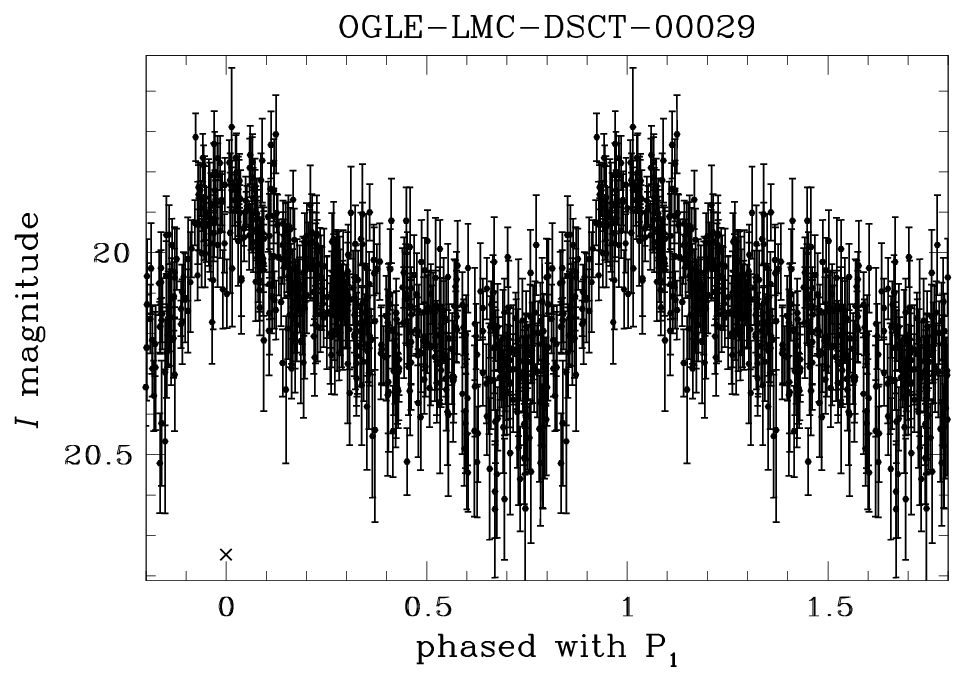 OGLE-LMC-DSCT-00029
I magnitude
20
20.5
0 0.5 1 1.5
phased with P₁